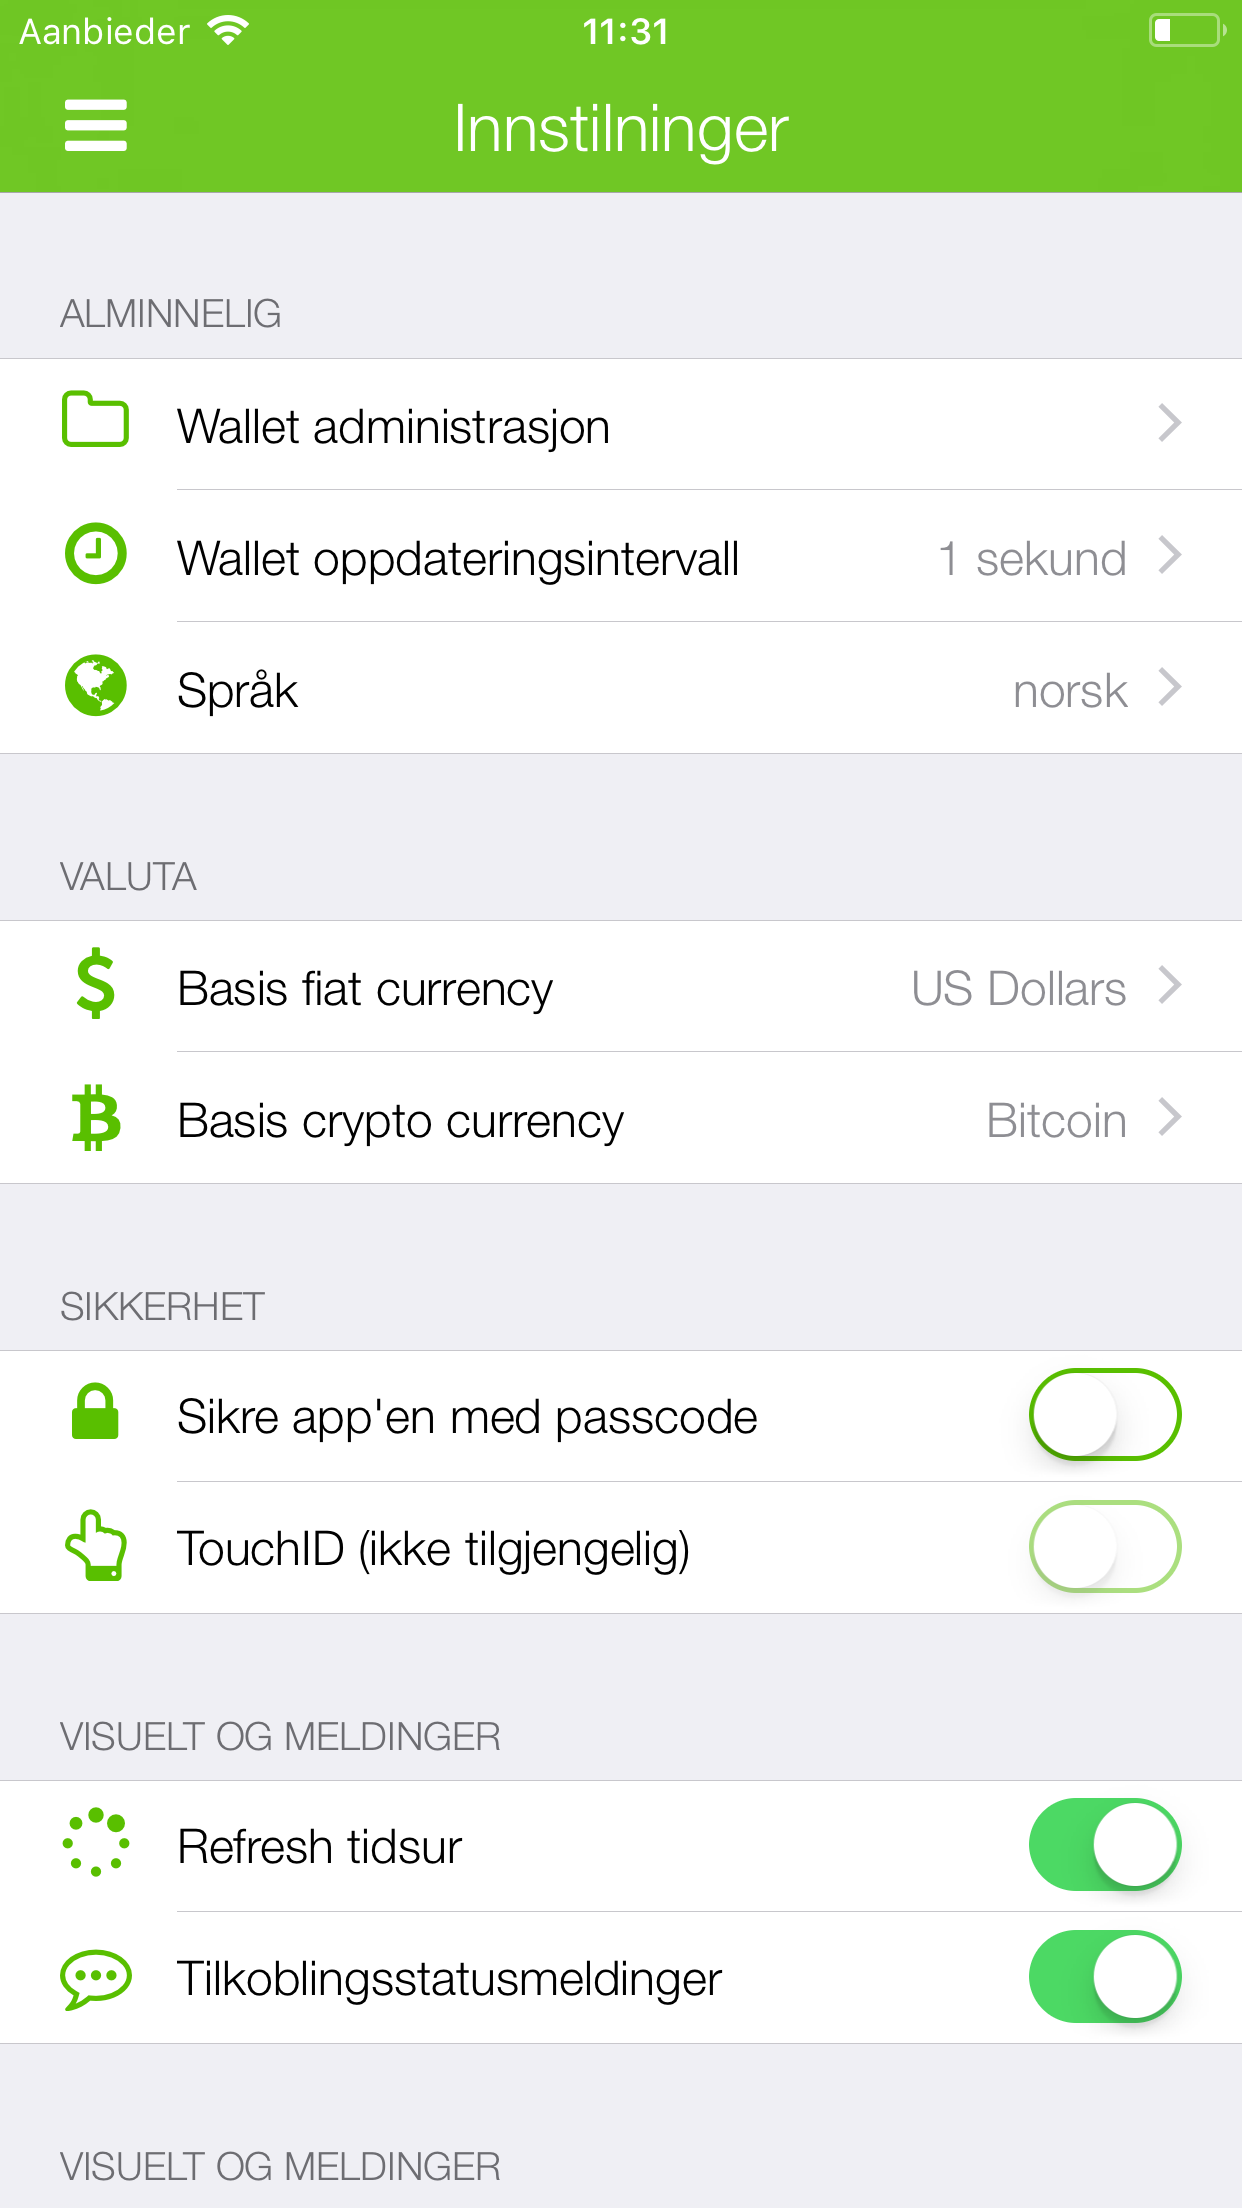 Aanbieder 11:31
Innstilninger
ALMINNELIG
Wallet administrasjon
Wallet oppdateringsintervall 1 sekund
Språk norsk
VALUTA
Basis fiat currency US Dollars
Basis crypto currency Bitcoin
SIKKERHET
Sikre app'en med passcode
TouchID (ikke tilgjengelig)
VISUELT OG MELDINGER
Refresh tidsur
Tilkoblingsstatusmeldinger
VISUELT OG MELDINGER